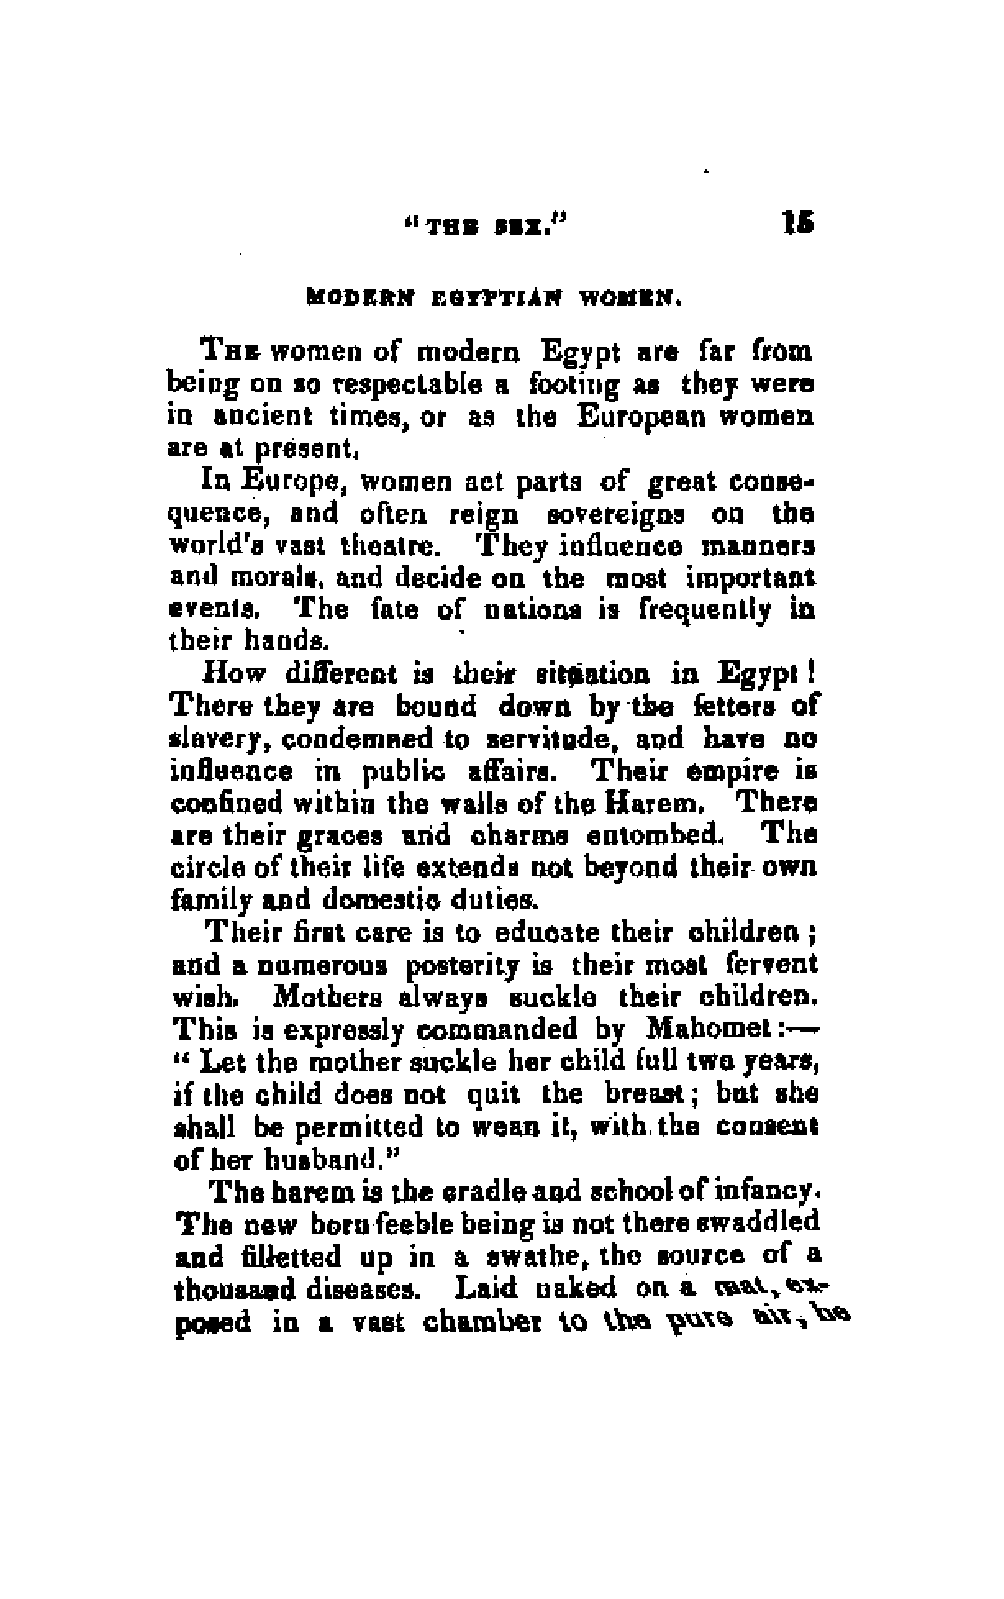 "THE SEX." 15
MODERN EGYPTIAN WOMEN.
THE women of modern Egypt are far from
being on so respectable a footing as they were
in ancient times, or as the European women
are at present.
In Europe, women act parts of great conse-
quence, and often reign sovereigns on the
world's vast theatre. They influence manners
and morals, and decide on the most important
events. The fate of nations is frequently in
their hands.
How different is their situation in Egypt!
There they are bound down by the fetters of
slavery, condemned to servitude, and have no
influence in public affairs. Their empire is
confined within the walls of the Harem. There
are their graces and charms entombed. The
circle of their life extends not beyond their own
family and domestic duties.
Their first care is to educate their children;
and a numerous posterity is their most fervent
wish. Mothers always suckle their children.
This is expressly commanded by Mahomet:—
"Let the mother suckle her child full two years,
if the child does not quit the breast; but she
shall be permitted to wean it, with the consent
of her husband."
The harem is the cradle and school of infancy.
The new born feeble being is not there swaddled
and filletted up in a swathe, the source of a
thousand diseases. Laid naked on a mat, ex-
posed in a vast chamber to the pure air, he